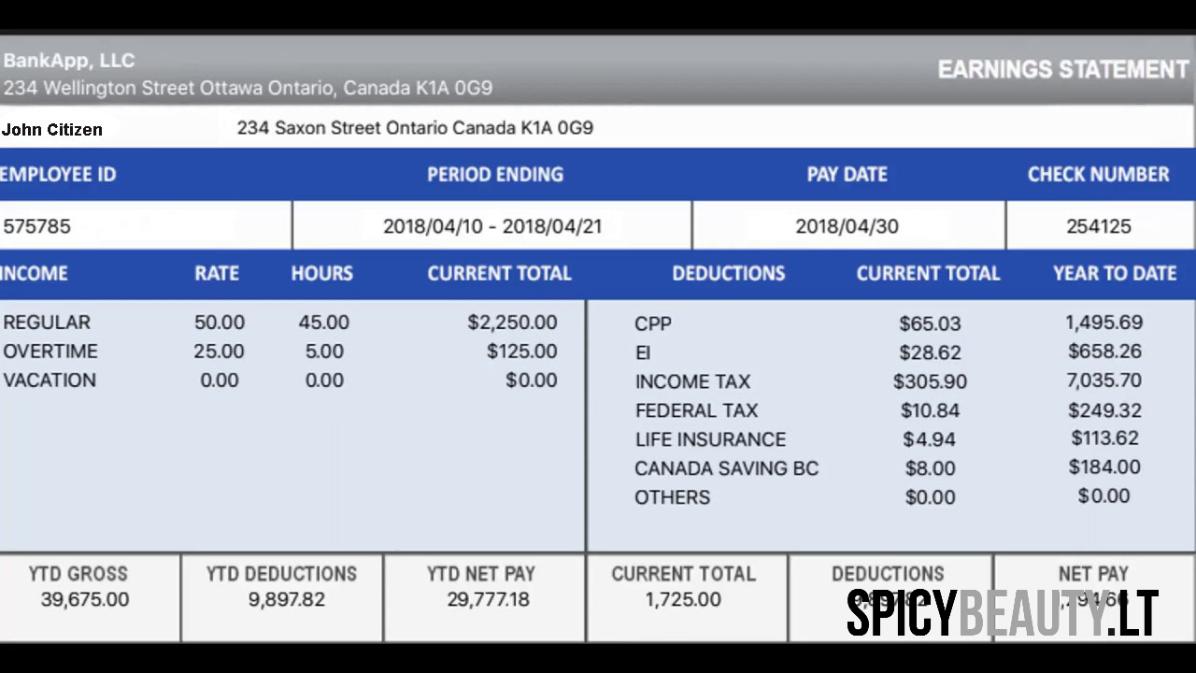 BankApp, LLC
234 Wellington Street Ottawa Ontario, Canada K1A 0G9
EARNINGS STATEMENT
John Citizen 234 Saxon Street Ontario Canada K1A 0G9
EMPLOYEE ID PERIOD ENDING PAY DATE CHECK NUMBER
575785 2018/04/10 - 2018/04/21 2018/04/30 254125
INCOME RATE HOURS CURRENT TOTAL DEDUCTIONS CURRENT TOTAL YEAR TO DATE
REGULAR 50.00 45.00 $2,250.00 CPP $65.03 1,495.69
OVERTIME 25.00 5.00 $125.00 EI $28.62 $658.26
VACATION 0.00 0.00 $0.00 INCOME TAX $305.90 7,035.70
FEDERAL TAX $10.84 $249.32
LIFE INSURANCE $4.94 $113.62
CANADA SAVING BC $8.00 $184.00
OTHERS $0.00 $0.00
YTD GROSS YTD DEDUCTIONS YTD NET PAY CURRENT TOTAL DEDUCTIONS NET PAY
39,675.00 9,897.82 29,777.18 1,725.00
SPICYBEAUTY.LT